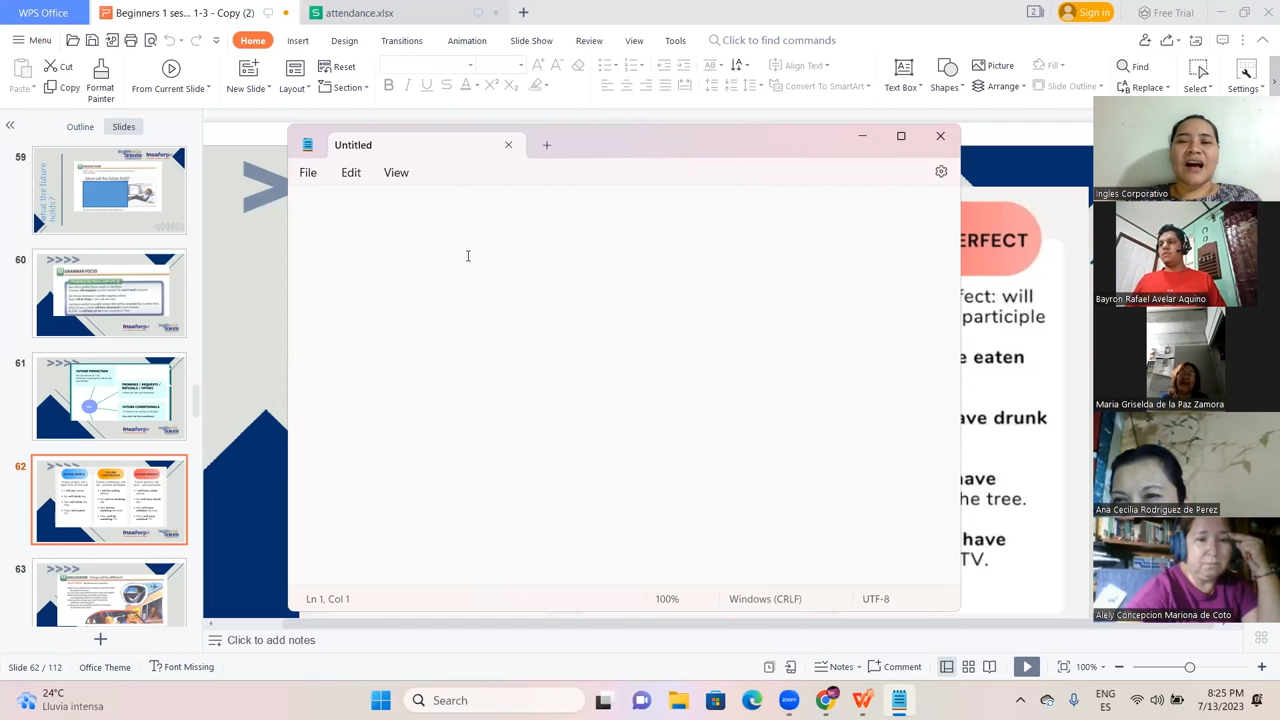 WPS Office
Beginners 1 ses... 1-3 - Copy (2)
attendance.xlsx
Sign in
Free Trial
Menu
Home
Insert
Design
Transitions
Animation
Slide Show
Review
View
Tools
Click to find commands
Cut
Copy
Format
Painter
From Current Slide
New Slide
Layout
Reset
Section
Align Text
Convert To SmartArt
Text Box
Shapes
Picture
Arrange
Fill
Slide Outline
Find
Replace
Select
Settings
Outline
Slides
59
60
GRAMMAR FOCUS
61
FUTURE PREDICTION
62
63
Insaforp
Untitled
File
Edit
View
Ln 1, Col 1
100%
Windows (CRLF)
UTF-8
ERFECT
fect: will
participle
e eaten
ave drunk
ave
he tree.
have
TV.
Ingles Corporativo
Bayron Rafael Avelar Aquino
Maria Griselda de la Paz Zamora
Ana Cecilia Rodriguez de Perez
Alely Concepcion Mariona de Coto
Click to add notes
Slide 62 / 112
Office Theme
Font Missing
Notes
Comment
100%
24°C
Lluvia intensa
Search
zoom
ENG
ES
8:25 PM
7/13/2023